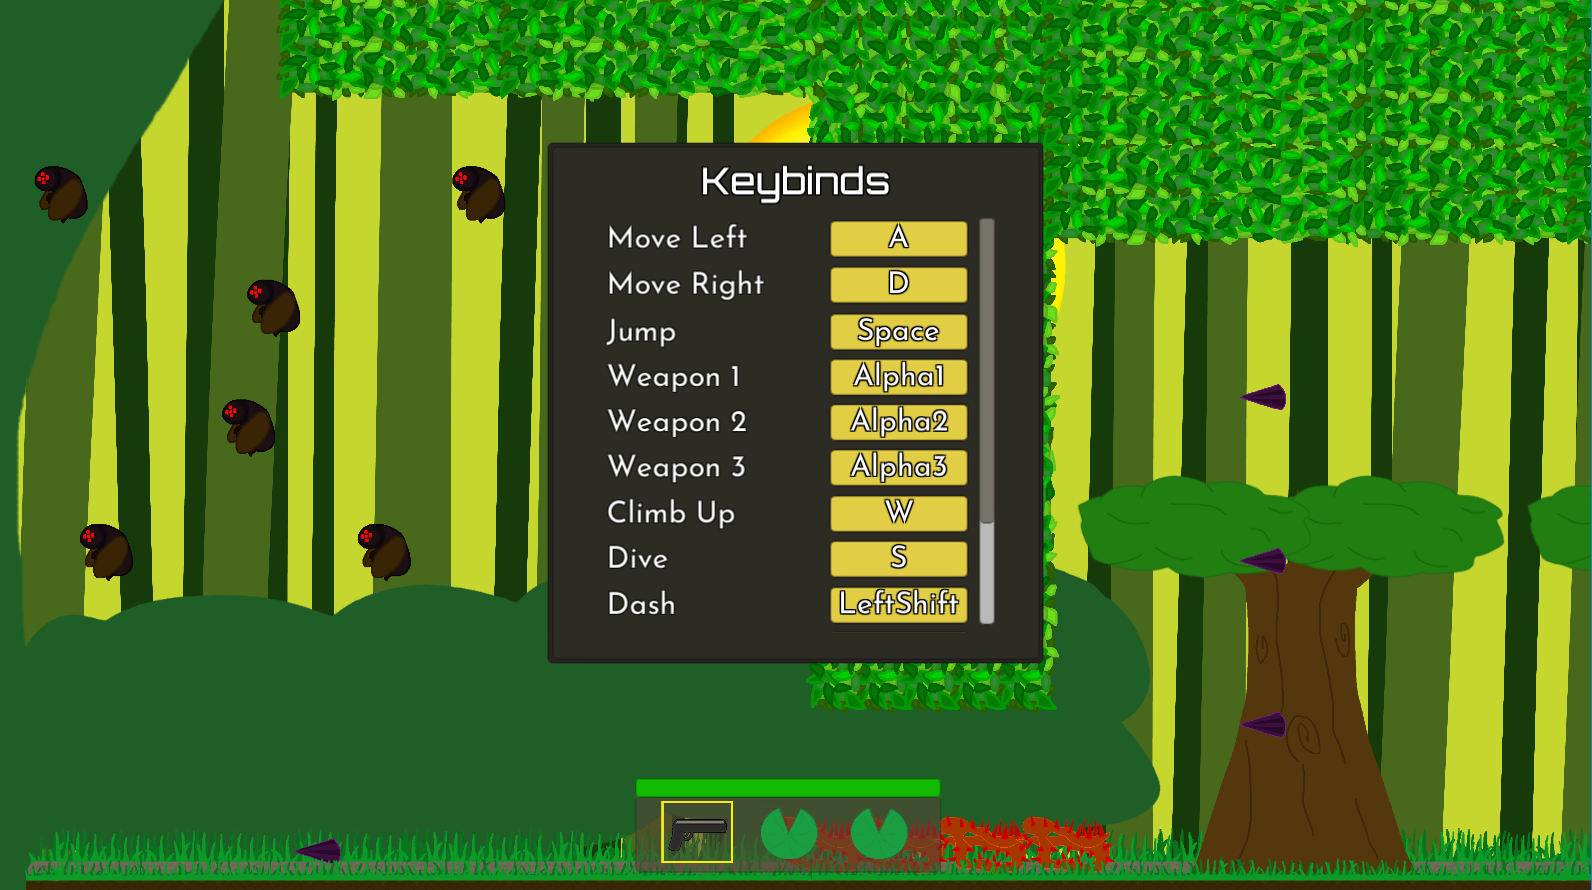 Keybinds
Move Left A
Move Right D
Jump Space
Weapon 1 Alpha1
Weapon 2 Alpha2
Weapon 3 Alpha3
Climb Up W
Dive S
Dash LeftShift